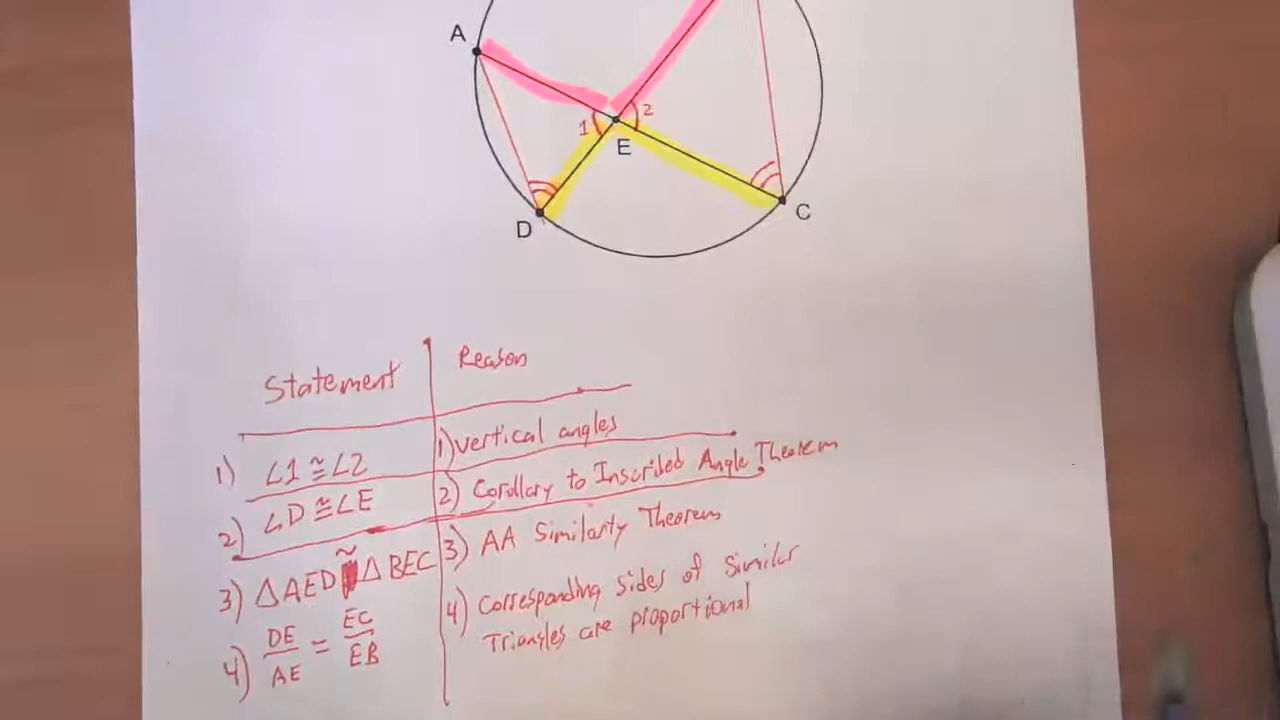 A
1
2
E
D
C
Statement
Reason
1) ∠1 ≅ ∠2
1) vertical angles
2) ∠D ≅ ∠E
2) Corollary to Inscribed Angle Theorem
3) △AED ~ △BEC
3) AA Similarty Theorem
4) DE/AE = EC/EB
4) Corresponding sides of similar
Triangles are proportional